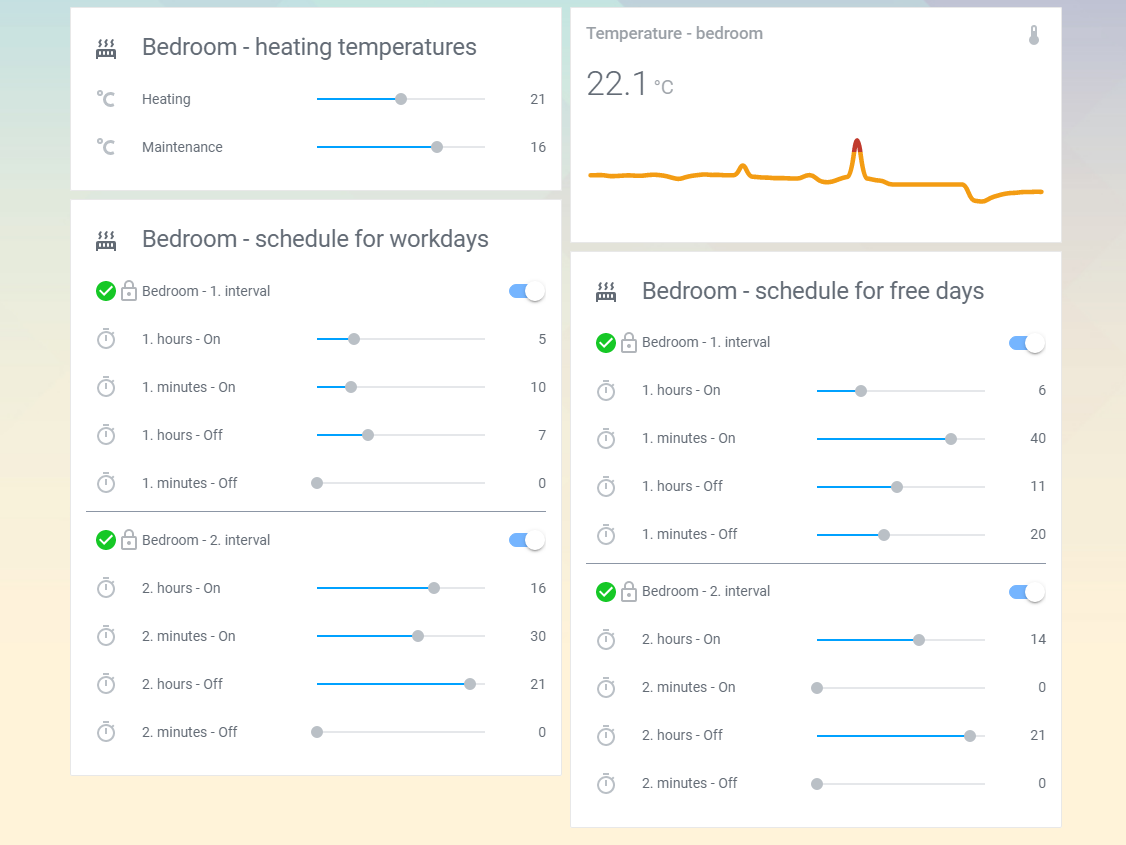 Bedroom - heating temperatures
°C Heating 21
°C Maintenance 16
Bedroom - schedule for workdays
Bedroom - 1. interval
1. hours - On 5
1. minutes - On 10
1. hours - Off 7
1. minutes - Off 0
Bedroom - 2. interval
2. hours - On 16
2. minutes - On 30
2. hours - Off 21
2. minutes - Off 0
Temperature - bedroom
22.1 °C
Bedroom - schedule for free days
Bedroom - 1. interval
1. hours - On 6
1. minutes - On 40
1. hours - Off 11
1. minutes - Off 20
Bedroom - 2. interval
2. hours - On 14
2. minutes - On 0
2. hours - Off 21
2. minutes - Off 0